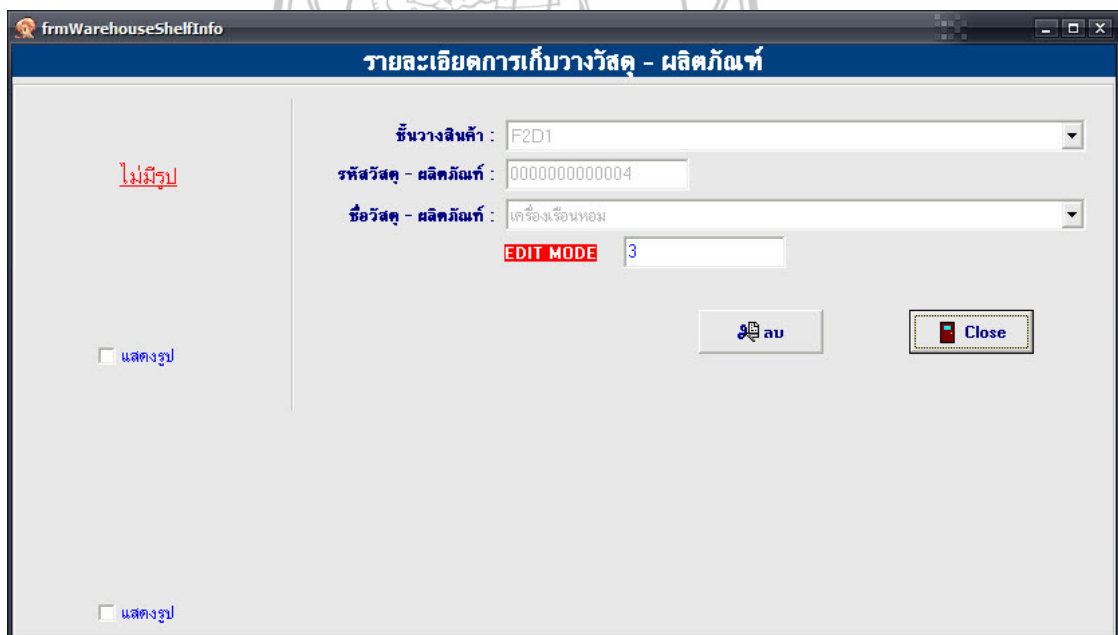 frmWarehouseShelfInfo
รายละเอียดการเก็บวางวัสดุ - ผลิตภัณฑ์
ชั้นวางสินค้า : F2D1
ไม่มีรูป
รหัสวัสดุ - ผลิตภัณฑ์ : 0000000000004
ชื่อวัสดุ - ผลิตภัณฑ์ : เครื่องเรือนหอม
EDIT MODE 3
ลบ Close
แสดงรูป
แสดงรูป